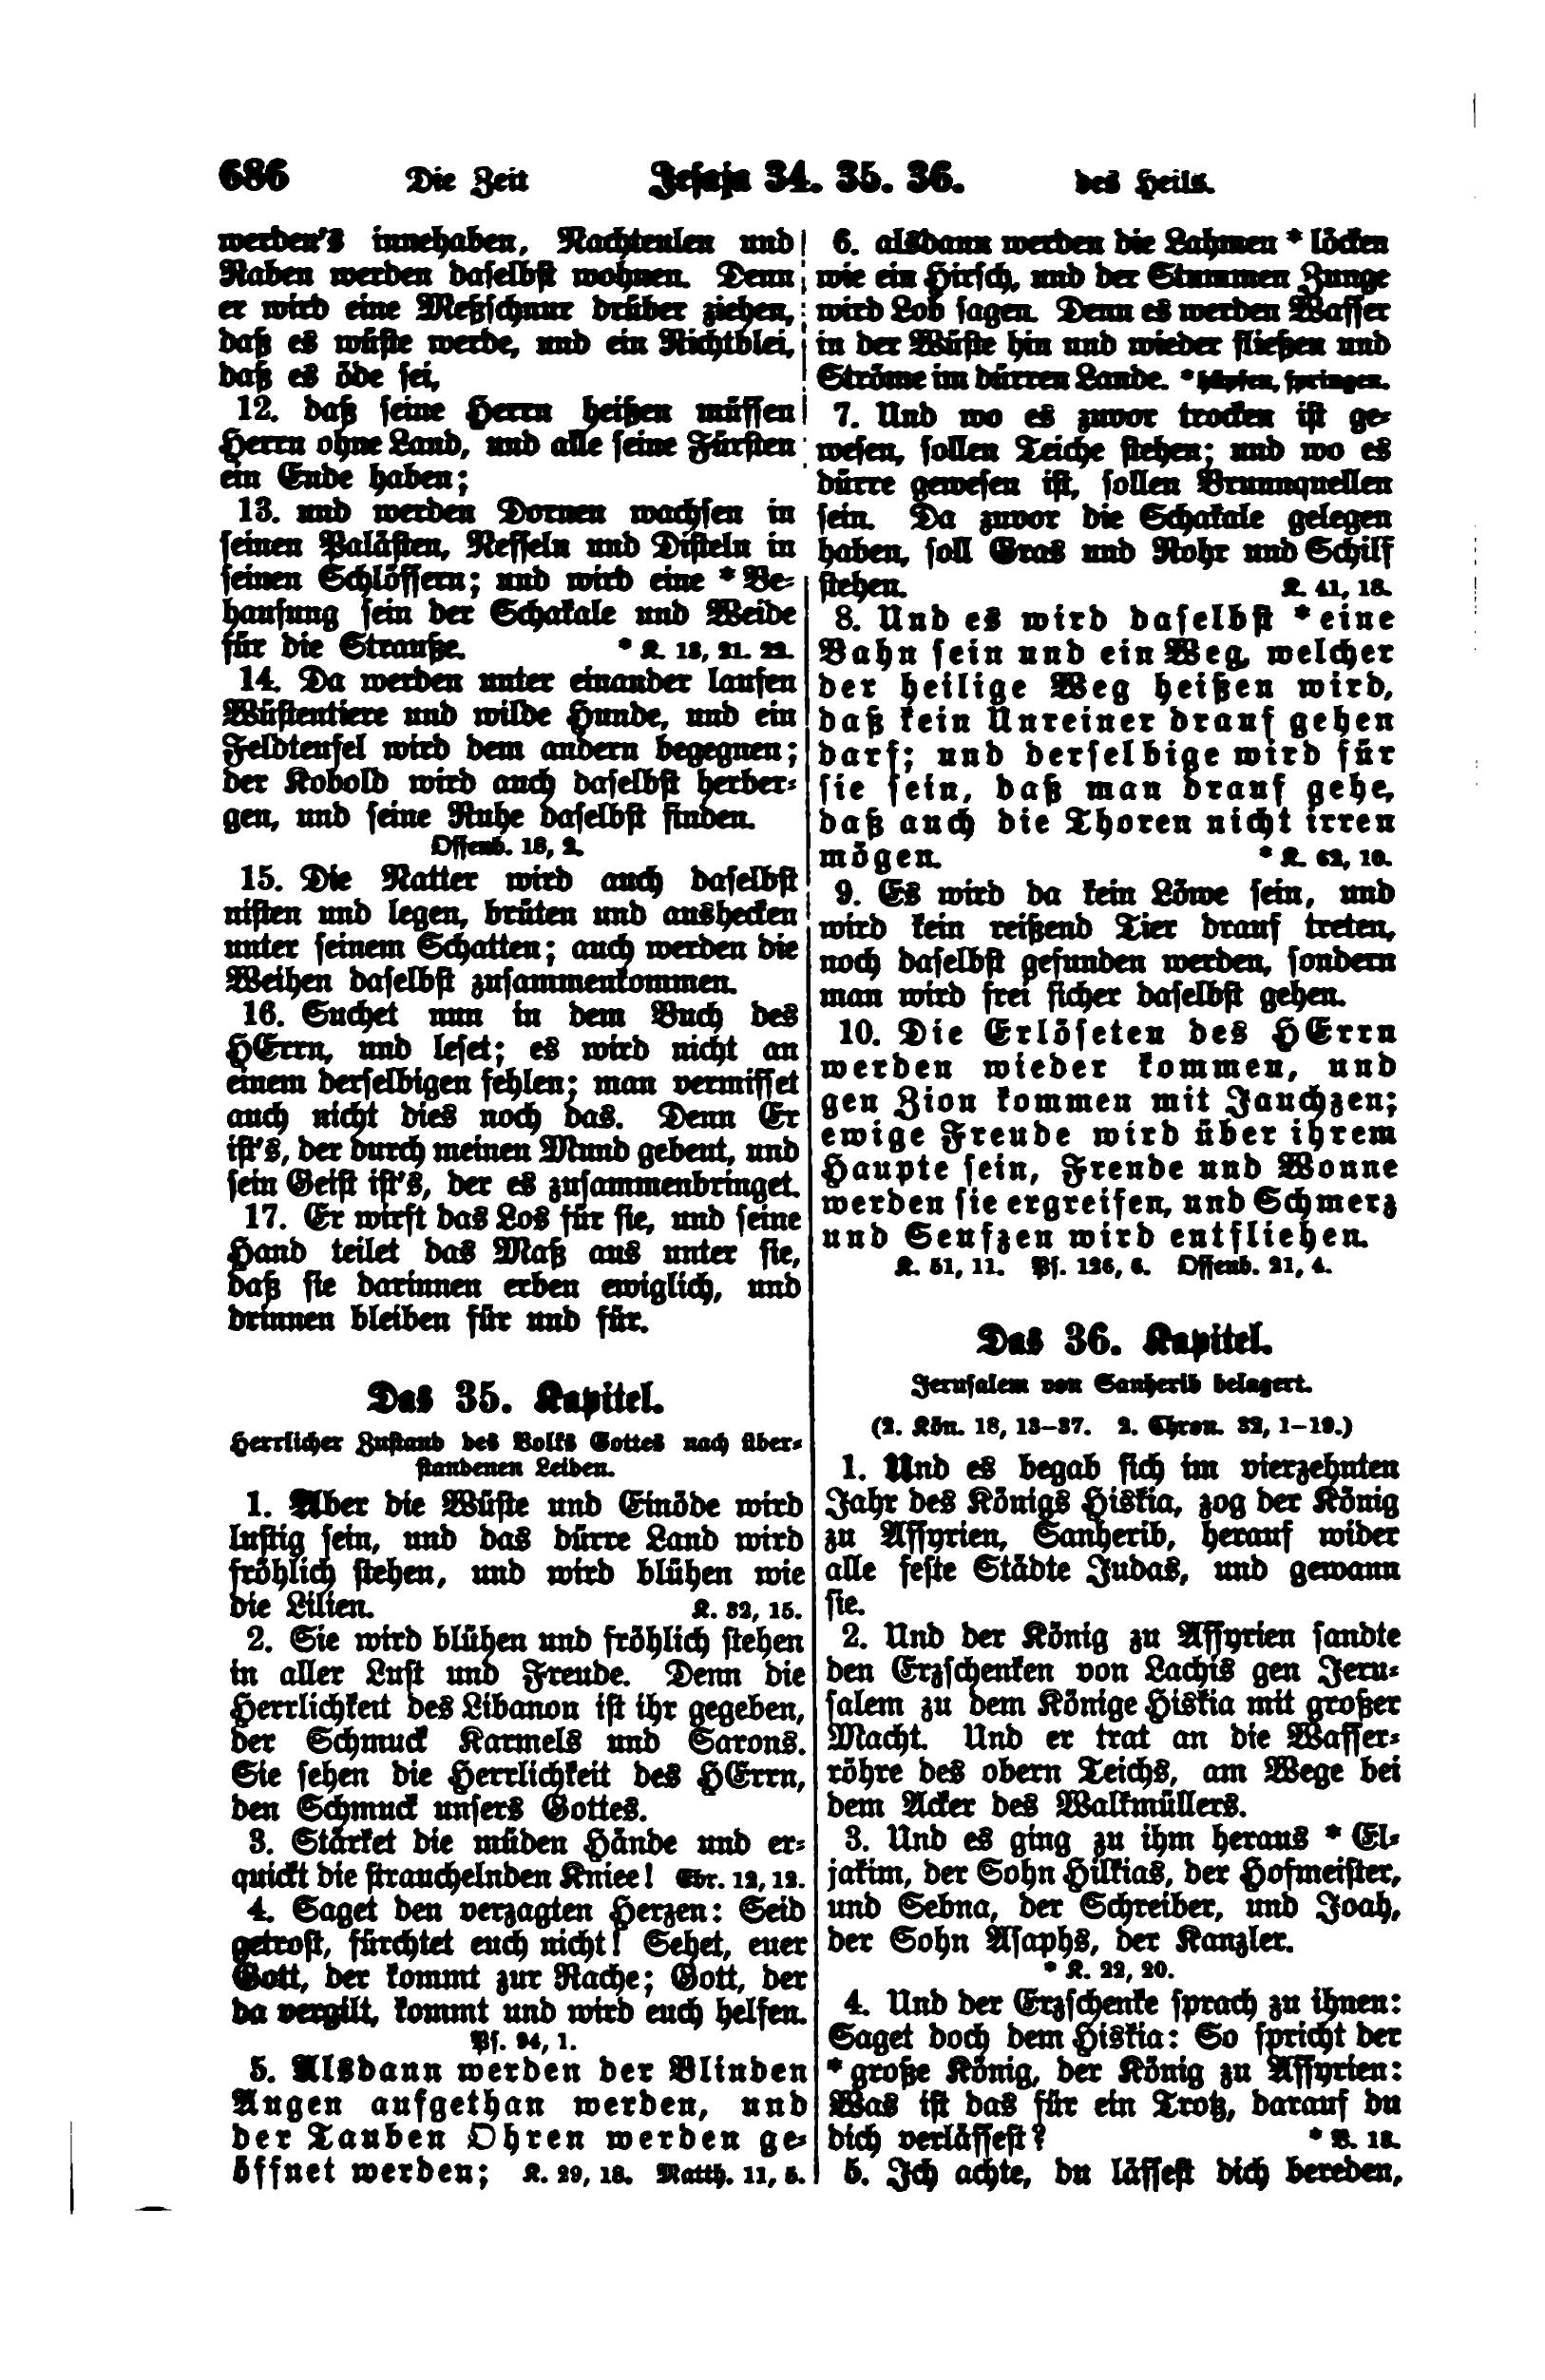 686 Die Zeit Jesaja 34. 35. 36. des Heils.
werden's innehaben, Nachteulen und
Raben werden daselbst wohnen. Denn
er wird eine Meßschnur drüber ziehen,
daß es wüste werde, und ein Richtblei,
daß es öde sei,
12. daß seine Herrn heißen müssen
Herrn ohne Land, und alle seine Fürsten
ein Ende haben;
13. und werden Dornen wachsen in
seinen Palästen, Nesseln und Disteln in
seinen Schlössern; und wird eine * Be-
hausung sein der Schakale und Weide
für die Strauße. * K. 13, 21. 22.
14. Da werden unter einander laufen
Wüstentiere und wilde Hunde, und ein
Feldteufel wird dem andern begegnen;
der Kobold wird auch daselbst herber-
gen, und seine Ruhe daselbst finden.
Offenb. 18, 2.
15. Die Natter wird auch daselbst
nisten und legen, brüten und aushecken
unter seinem Schatten; auch werden die
Weihen daselbst zusammenkommen.
16. Suchet nun in dem Buch des
HErrn, und leset; es wird nicht an
einem derselbigen fehlen; man vermisset
auch nicht dies noch das. Denn Er
ist's, der durch meinen Mund gebeut, und
sein Geist ist's, der es zusammenbringet.
17. Er wirft das Los für sie, und seine
Hand teilet das Maß aus unter sie,
daß sie darinnen erben ewiglich, und
drinnen bleiben für und für.
Das 35. Kapitel.
Herrlicher Zustand des Volks Gottes nach über-
standenen Leiden.
1. Aber die Wüste und Einöde wird
lustig sein, und das dürre Land wird
fröhlich stehen, und wird blühen wie
die Lilien. K. 32, 15.
2. Sie wird blühen und fröhlich stehen
in aller Lust und Freude. Denn die
Herrlichkeit des Libanon ist ihr gegeben,
der Schmuck Karmels und Sarons.
Sie sehen die Herrlichkeit des HErrn,
den Schmuck unsers Gottes.
3. Stärket die müden Hände und er-
quickt die strauchelnden Kniee! Ebr. 12, 12.
4. Saget den verzagten Herzen: Seid
getrost, fürchtet euch nicht! Sehet, euer
Gott, der kommt zur Rache; Gott, der
da vergilt, kommt und wird euch helfen.
Ps. 94, 1.
5. Alsdann werden der Blinden
Augen aufgethan werden, und
der Tauben Ohren werden ge-
öffnet werden; K. 29, 18. Matth. 11, 5.
6. alsdann werden die Lahmen * löcken
wie ein Hirsch, und der Stummen Zunge
wird Lob sagen. Denn es werden Wasser
in der Wüste hin und wieder fließen und
Ströme im dürren Lande. * hüpfen, springen.
7. Und wo es zuvor trocken ist ge-
wesen, sollen Teiche stehen; und wo es
dürre gewesen ist, sollen Brunnquellen
sein. Da zuvor die Schakale gelegen
haben, soll Gras und Rohr und Schilf
stehen. K. 41, 18.
8. Und es wird daselbst * eine
Bahn sein und ein Weg, welcher
der heilige Weg heißen wird,
daß kein Unreiner drauf gehen
darf; und derselbige wird für
sie sein, daß man drauf gehe,
daß auch die Thoren nicht irren
mögen. * K. 62, 10.
9. Es wird da kein Löwe sein, und
wird kein reißend Tier drauf treten,
noch daselbst gefunden werden, sondern
man wird frei sicher daselbst gehen.
10. Die Erlöseten des HErrn
werden wieder kommen, und
gen Zion kommen mit Jauchzen;
ewige Freude wird über ihrem
Haupte sein, Freude und Wonne
werden sie ergreifen, und Schmerz
und Seufzen wird entfliehen.
K. 51, 11. Ps. 126, 6. Offenb. 21, 4.
Das 36. Kapitel.
Jerusalem von Sanherib belagert.
(2. Kön. 18, 13–37. 2. Chron. 32, 1–19.)
1. Und es begab sich im vierzehnten
Jahr des Königs Hiskia, zog der König
zu Assyrien, Sanherib, herauf wider
alle feste Städte Judas, und gewann
sie.
2. Und der König zu Assyrien sandte
den Erzschenken von Lachis gen Jeru-
salem zu dem Könige Hiskia mit großer
Macht. Und er trat an die Wasser-
röhre des obern Teichs, am Wege bei
dem Acker des Walkmüllers.
3. Und es ging zu ihm heraus * El-
jakim, der Sohn Hilkias, der Hofmeister,
und Sebna, der Schreiber, und Joah,
der Sohn Asaphs, der Kanzler.
* K. 22, 20.
4. Und der Erzschenke sprach zu ihnen:
Saget doch dem Hiskia: So spricht der
* große König, der König zu Assyrien:
Was ist das für ein Trotz, darauf du
dich verlässest? * V. 18.
5. Ich achte, du lässest dich bereden,